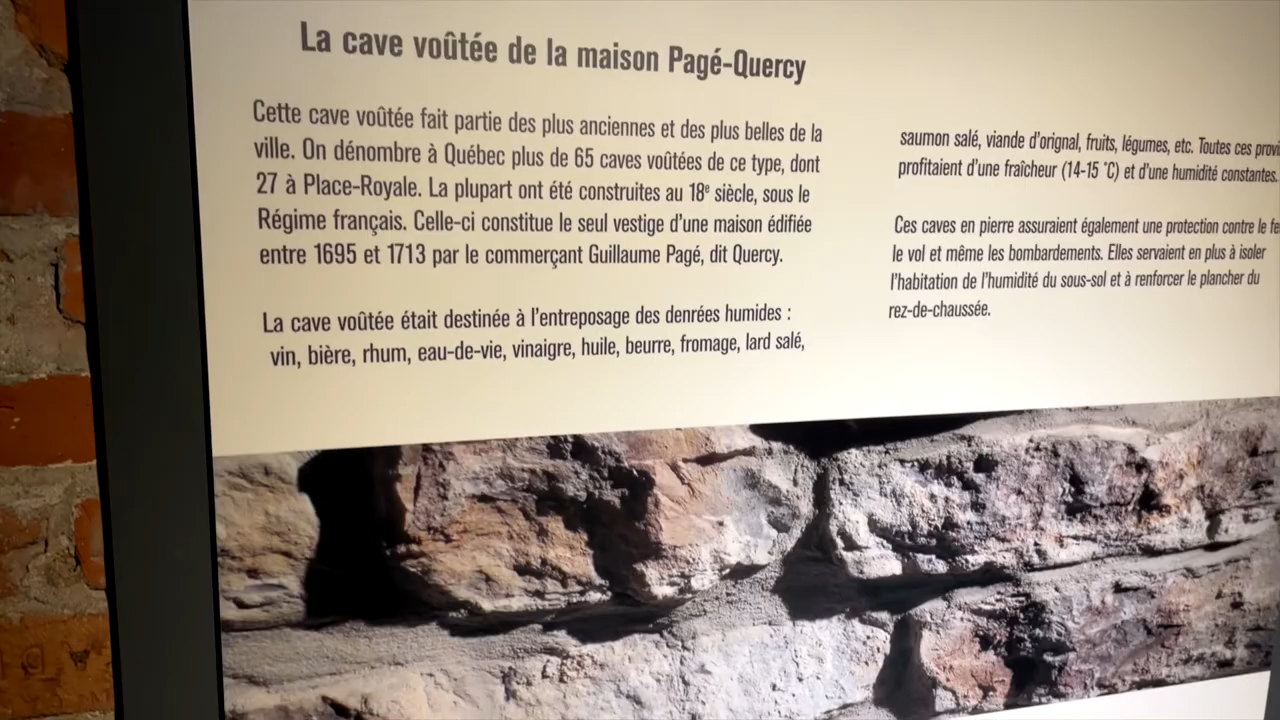 La cave voûtée de la maison Pagé-Quercy
Cette cave voûtée fait partie des plus anciennes et des plus belles de la
ville. On dénombre à Québec plus de 65 caves voûtées de ce type, dont
27 à Place-Royale. La plupart ont été construites au 18e siècle, sous le
Régime français. Celle-ci constitue le seul vestige d'une maison édifiée
entre 1695 et 1713 par le commerçant Guillaume Pagé, dit Quercy.
La cave voûtée était destinée à l'entreposage des denrées humides :
vin, bière, rhum, eau-de-vie, vinaigre, huile, beurre, fromage, lard salé,
saumon salé, viande d'orignal, fruits, légumes, etc. Toutes ces
profitaient d'une fraîcheur (14-15 °C) et d'une humidité constantes.
Ces caves en pierre assuraient également une protection contre le
le vol et même les bombardements. Elles servaient en plus à isoler
l'habitation de l'humidité du sous-sol et à renforcer le plancher du
rez-de-chaussée.